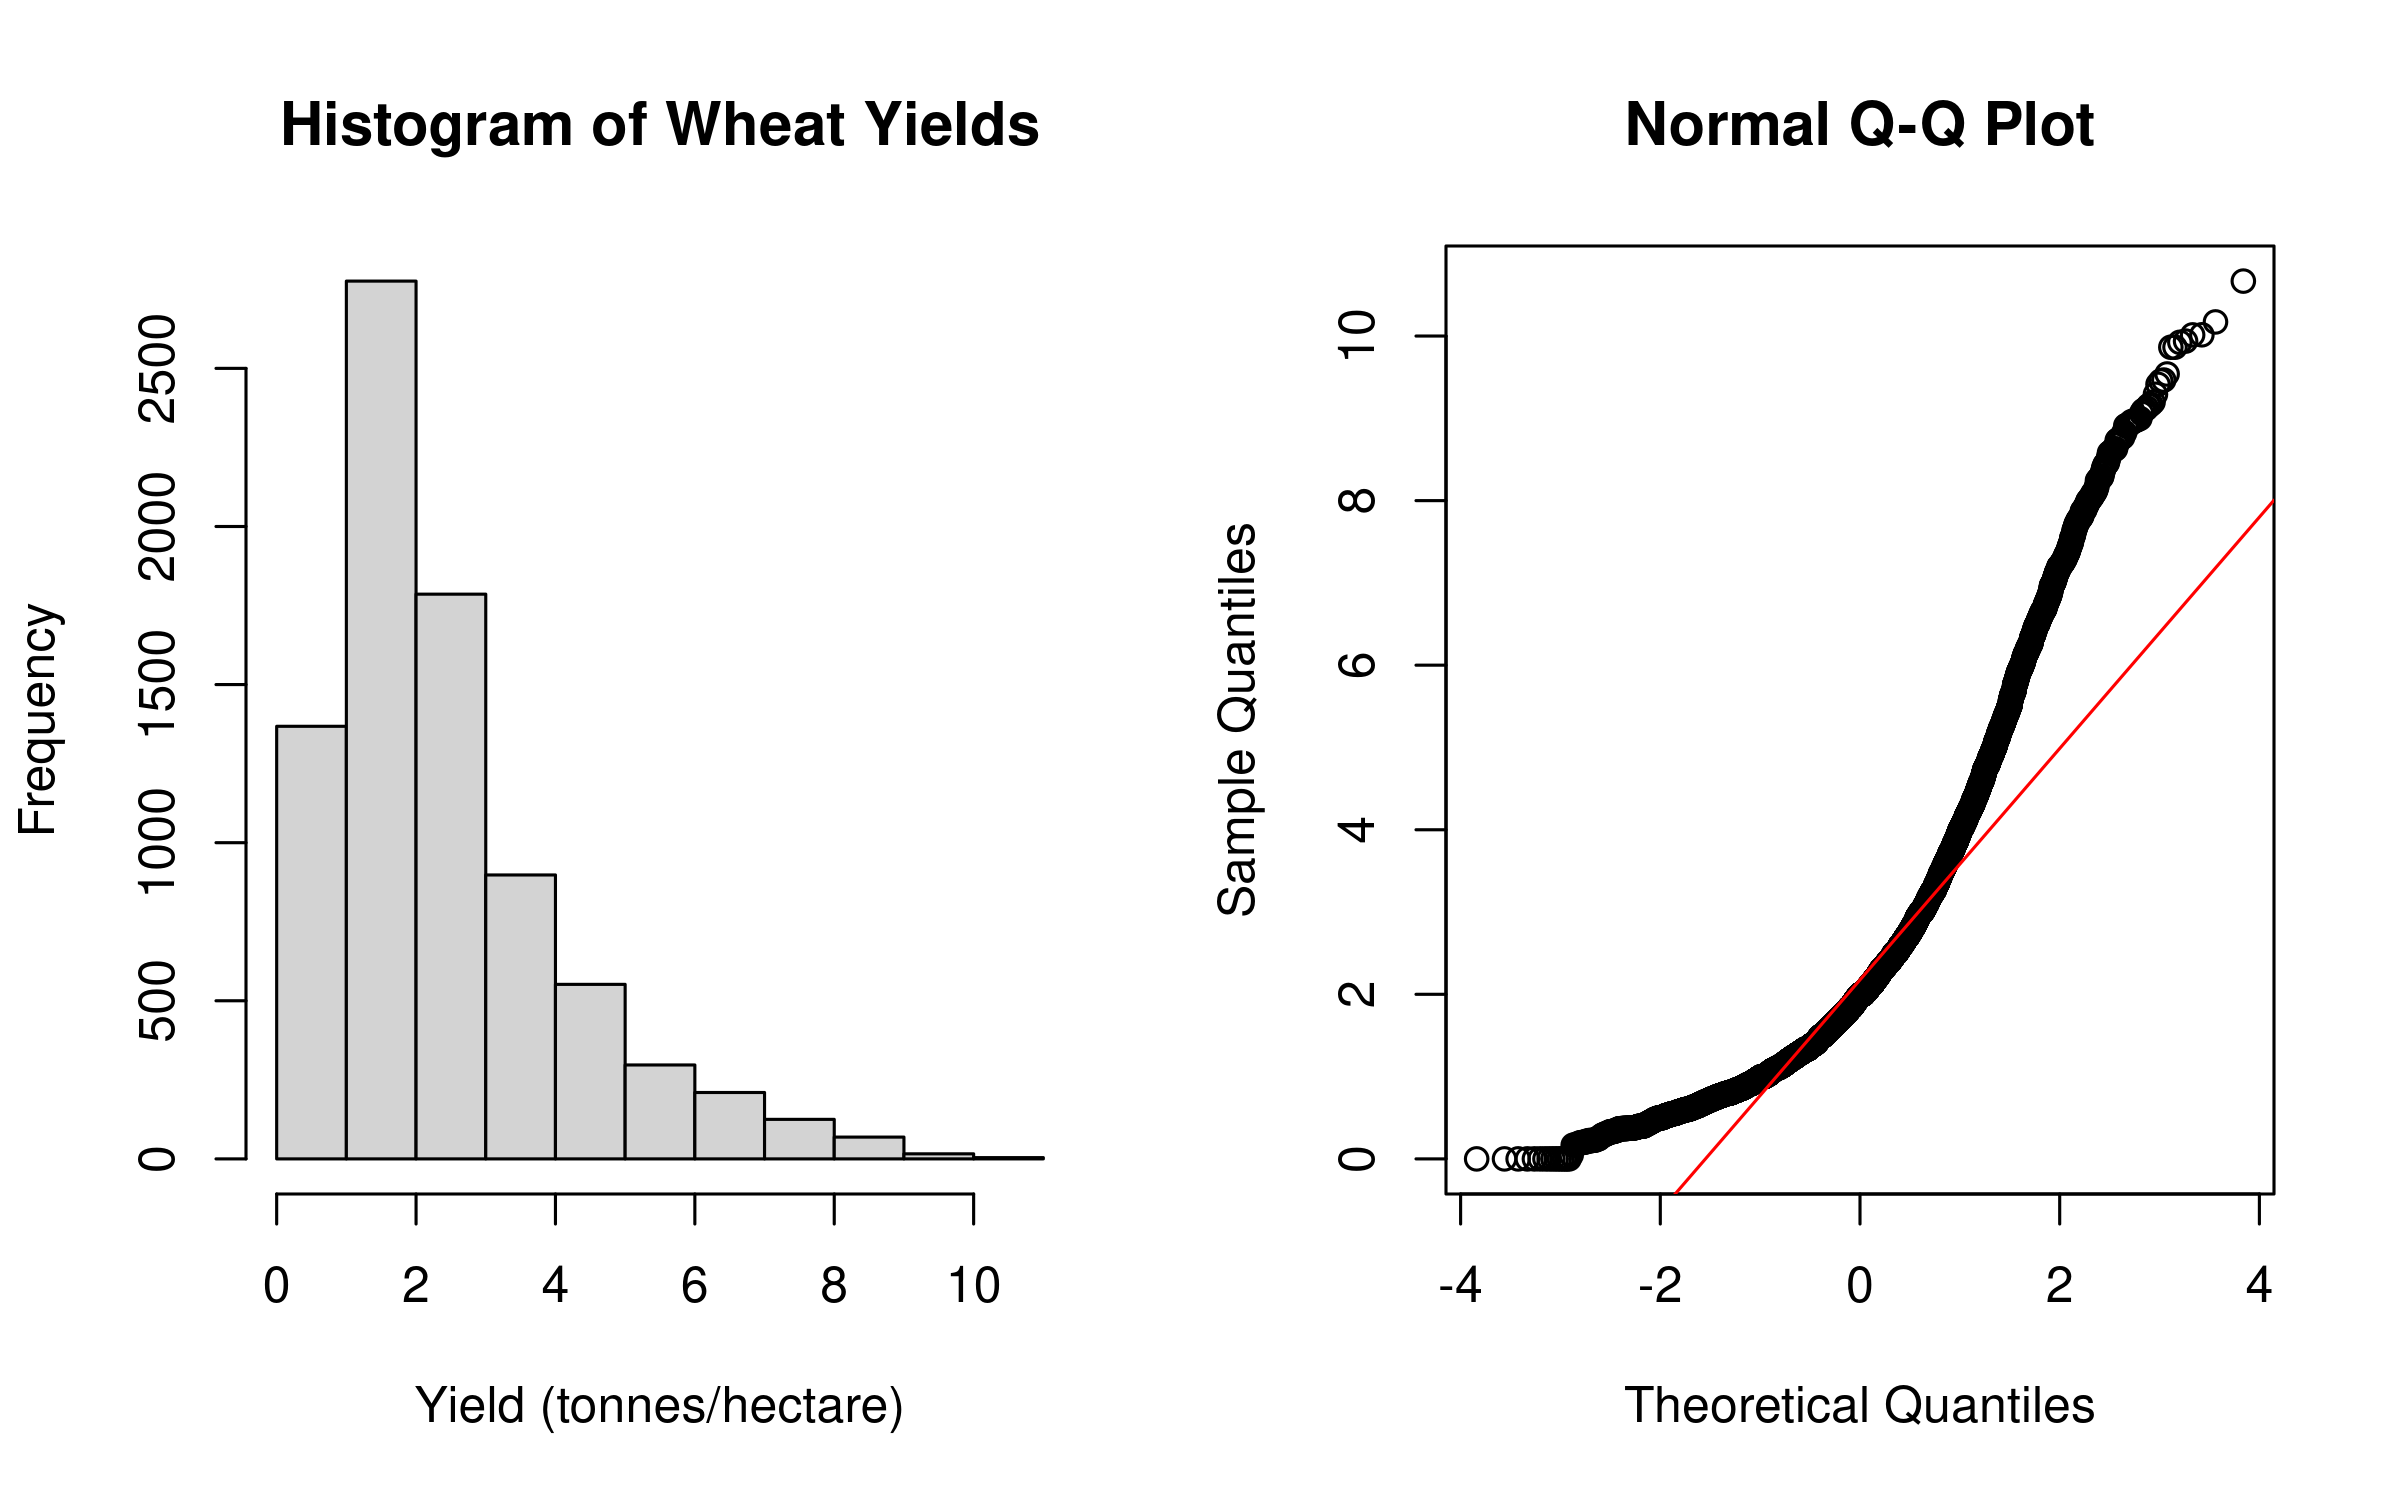 Histogram of Wheat Yields
Frequency
0
500
1000
1500
2000
2500
0 2 4 6 8 10
Yield (tonnes/hectare)
Normal Q-Q Plot
Sample Quantiles
0
2
4
6
8
10
-4 -2 0 2 4
Theoretical Quantiles